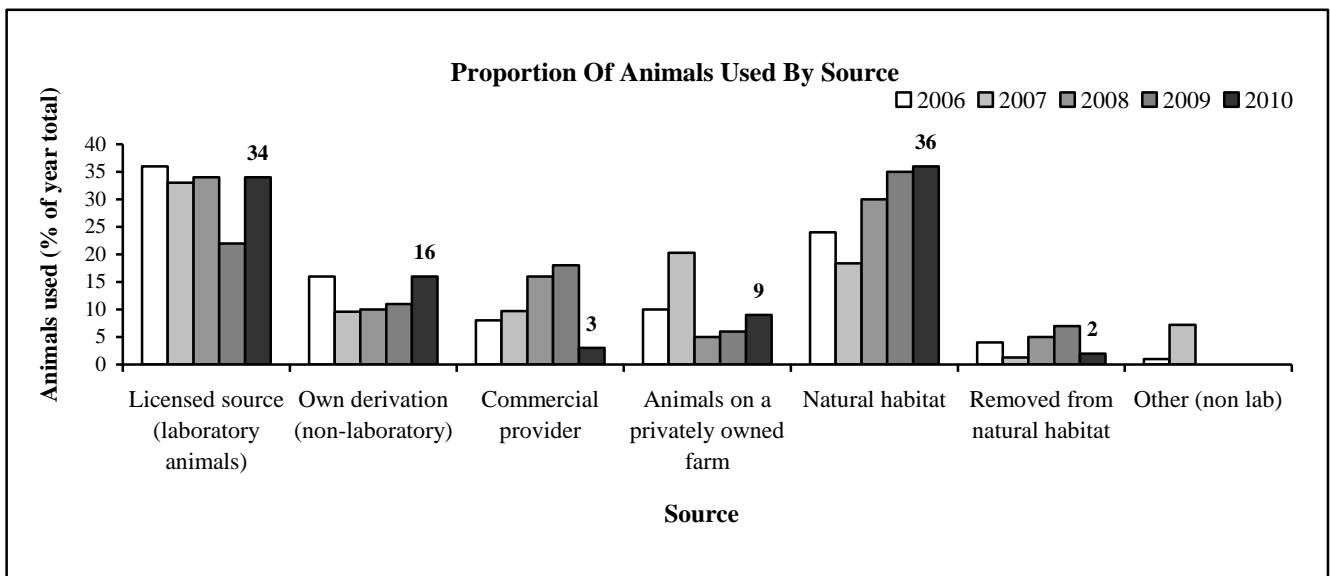 Proportion Of Animals Used By Source
2006 2007 2008 2009 2010
Animals used (% of year total)
40
35
30
25
20
15
10
5
0
34
16
3
9
36
2
Licensed source (laboratory animals)
Own derivation (non-laboratory)
Commercial provider
Animals on a privately owned farm
Natural habitat
Removed from natural habitat
Other (non lab)
Source